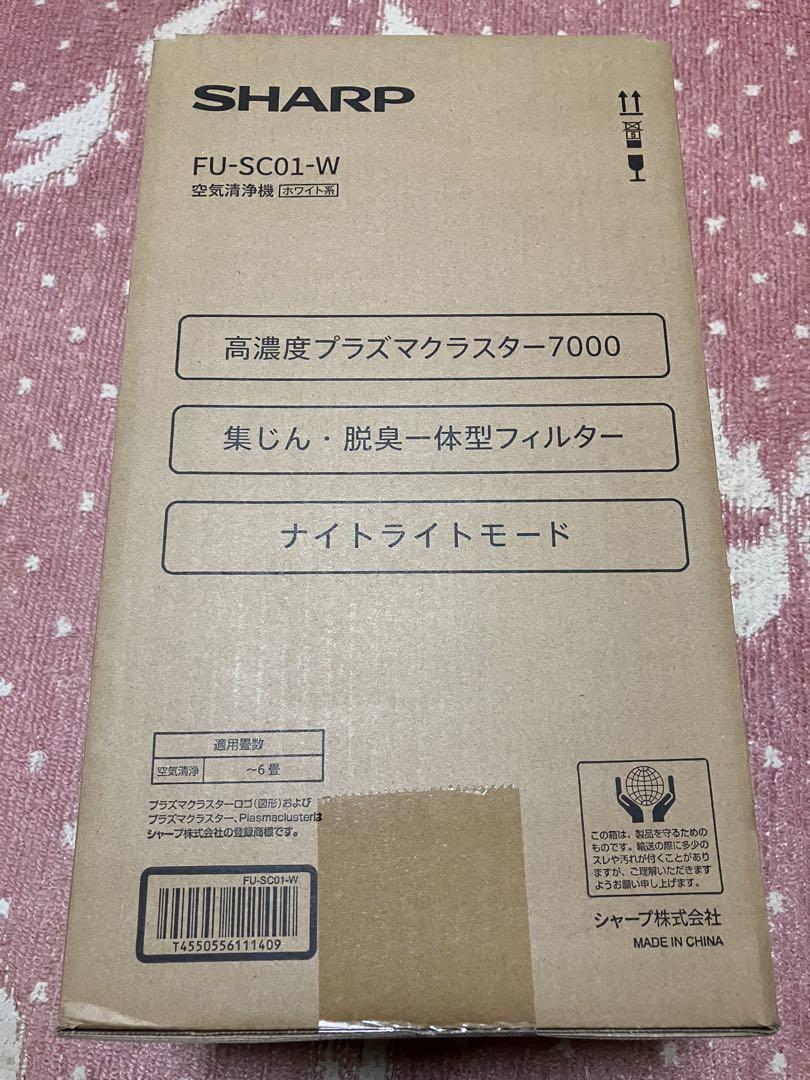 SHARP
FU-SC01-W
空気清浄機 ホワイト系
5
高濃度プラズマクラスター7000
集じん・脱臭一体型フィルター
ナイトライトモード
適用畳数
空気清浄 ～6畳
プラズマクラスターロゴ(図形)および
プラズマクラスター、Plasmaclusterは
シャープ株式会社の登録商標です。
FU-SC01-W
T4550556111409
この箱は、製品を守るための
ものです。輸送の際に多少の
スレや汚れが付くことがあり
ますが、ご理解いただきます
ようお願い申し上げます。
シャープ株式会社
MADE IN CHINA